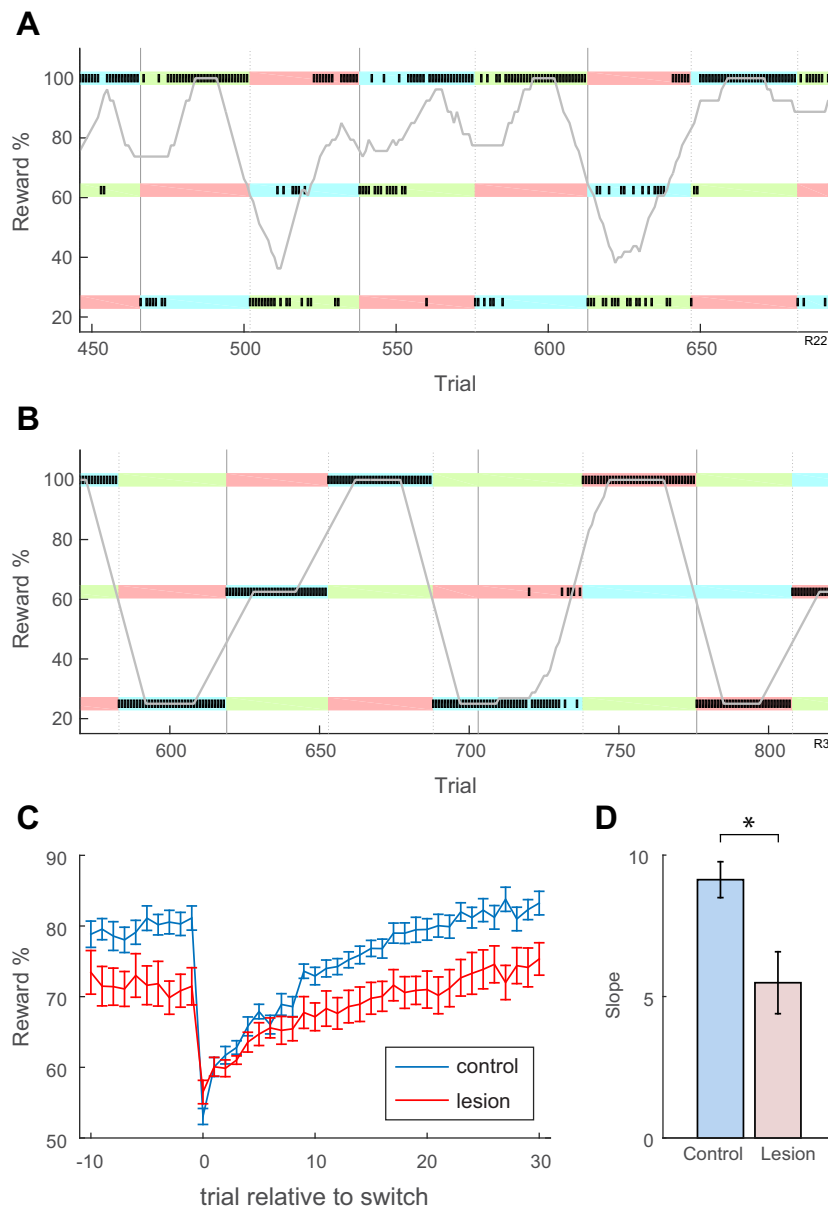 A
Reward %
100
80
60
40
20
450 500 550 600 650
R22
Trial
B
Reward %
100
80
60
40
20
600 650 700 750 800
R3
Trial
C
Reward %
90
80
70
60
50
control
lesion
-10 0 10 20 30
trial relative to switch
D
*
Slope
10
5
0
Control Lesion